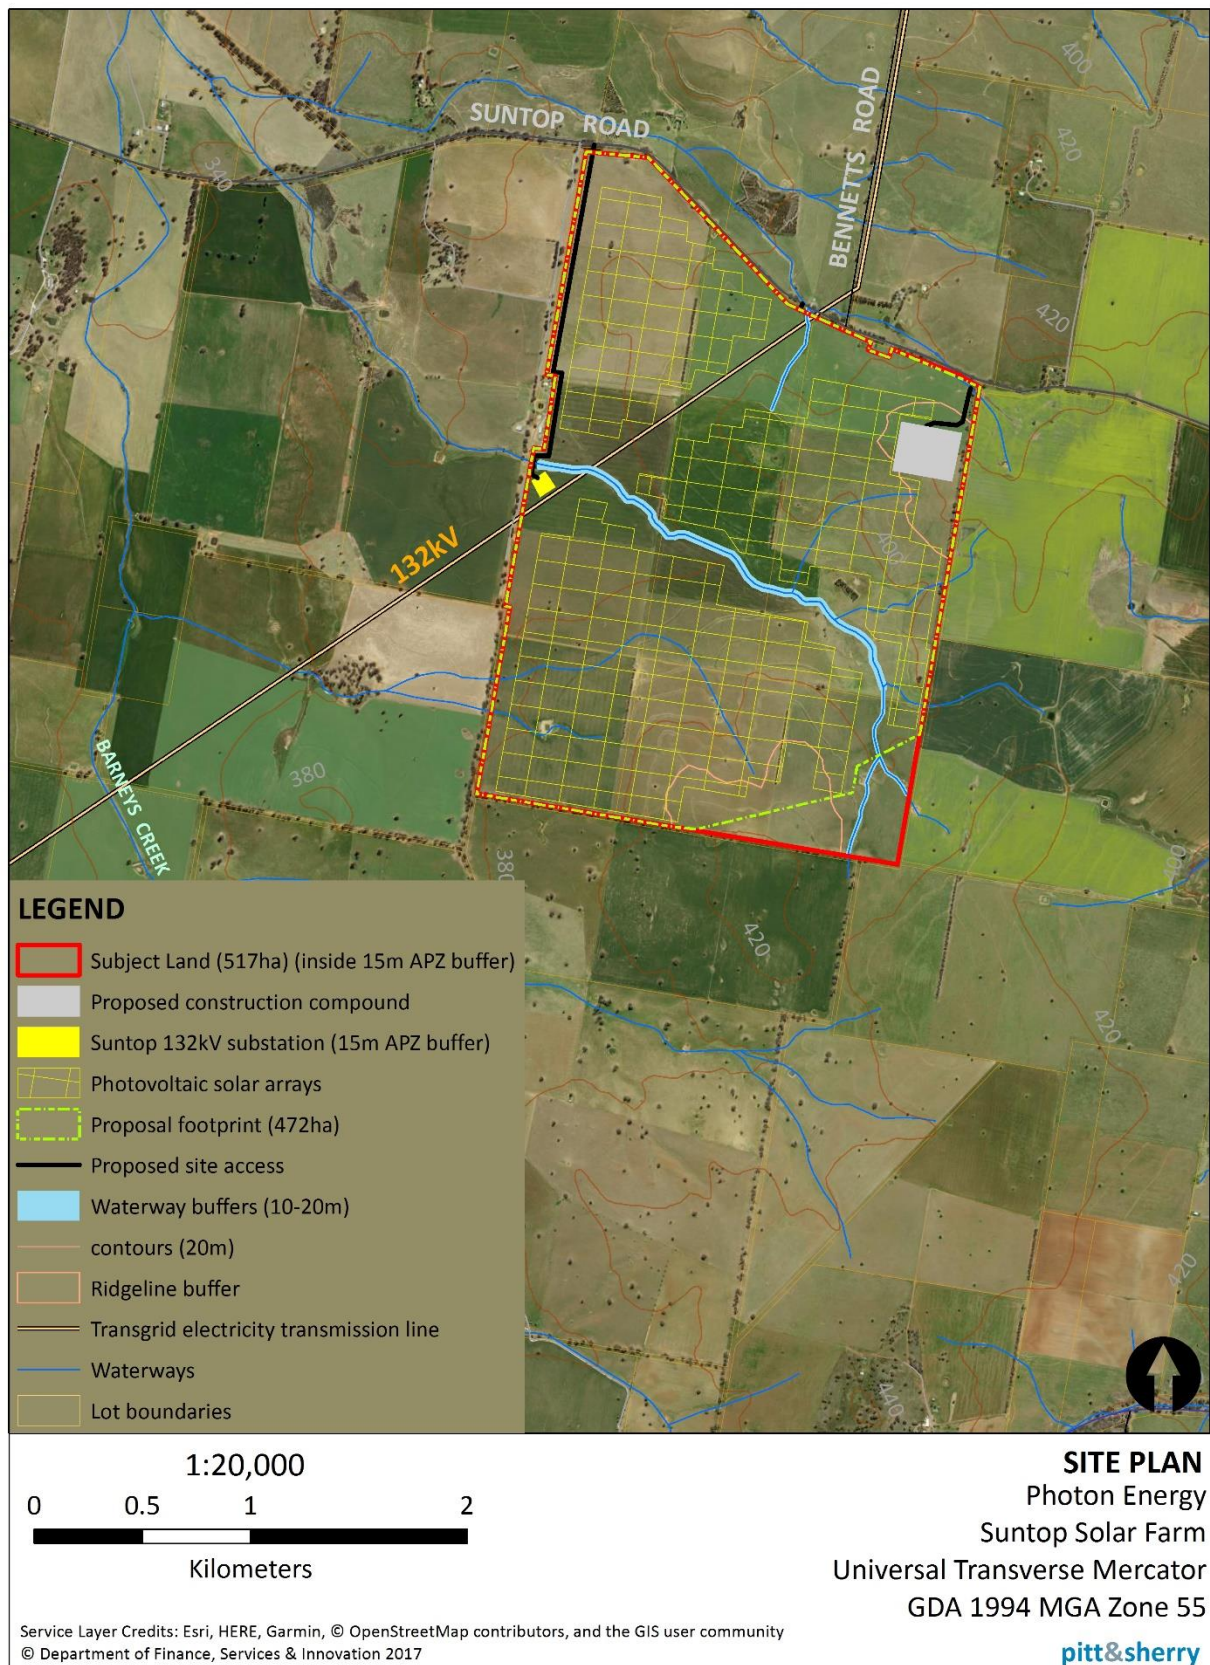 SUNTOP ROAD
BENNETTS ROAD
400
420
340
420
132kV
400
BARNEYS CREEK
380
380
400
420
420
420
440
LEGEND
Subject Land (517ha) (inside 15m APZ buffer)
Proposed construction compound
Suntop 132kV substation (15m APZ buffer)
Photovoltaic solar arrays
Proposal footprint (472ha)
Proposed site access
Waterway buffers (10-20m)
contours (20m)
Ridgeline buffer
Transgrid electricity transmission line
Waterways
Lot boundaries
1:20,000
0 0.5 1 2
Kilometers
SITE PLAN
Photon Energy
Suntop Solar Farm
Universal Transverse Mercator
GDA 1994 MGA Zone 55
Service Layer Credits: Esri, HERE, Garmin, © OpenStreetMap contributors, and the GIS user community
© Department of Finance, Services & Innovation 2017
pitt&sherry